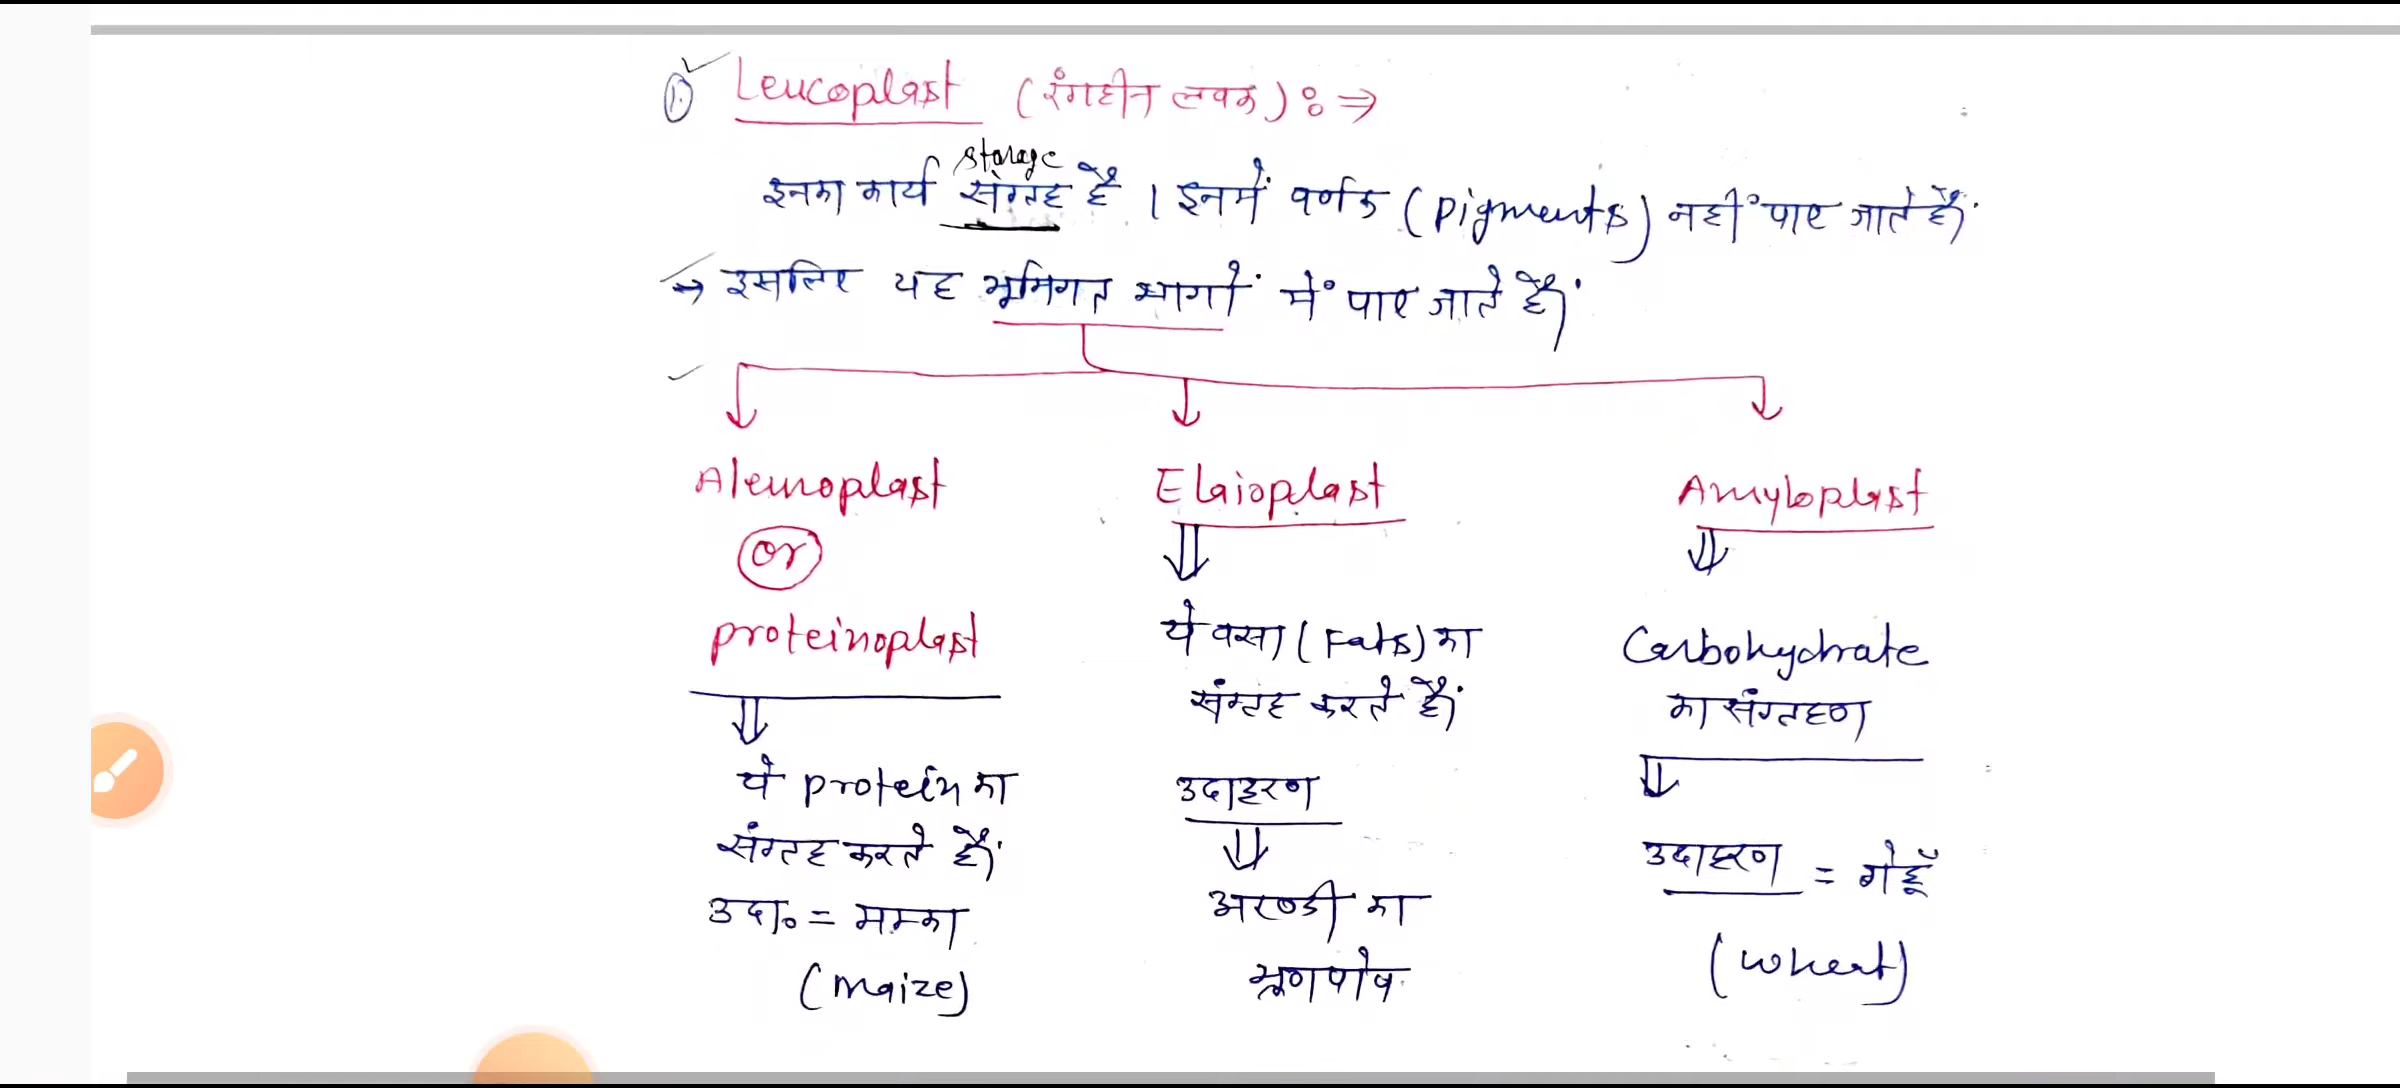 ① Leucoplast (रंगहीन लवक) : ⇒
storage
इनका कार्य संग्रह है । इनमें वर्णक (pigments) नहीं पाए जाते हैं
→ इसलिए यह भूमिगत भागों में पाए जाते हैं
Aleuroplast
or
proteinoplast
ये protein का
संग्रह करते हैं
उदा० = मक्का
(Maize)
Elaioplast
ये वसा (Fats) का
संग्रह करते हैं
उदाहरण
अरण्डी का
भ्रूणपोष
Amyloplast
Carbohydrate
का संग्रहण
उदाहरण = गेहूँ
(wheat)